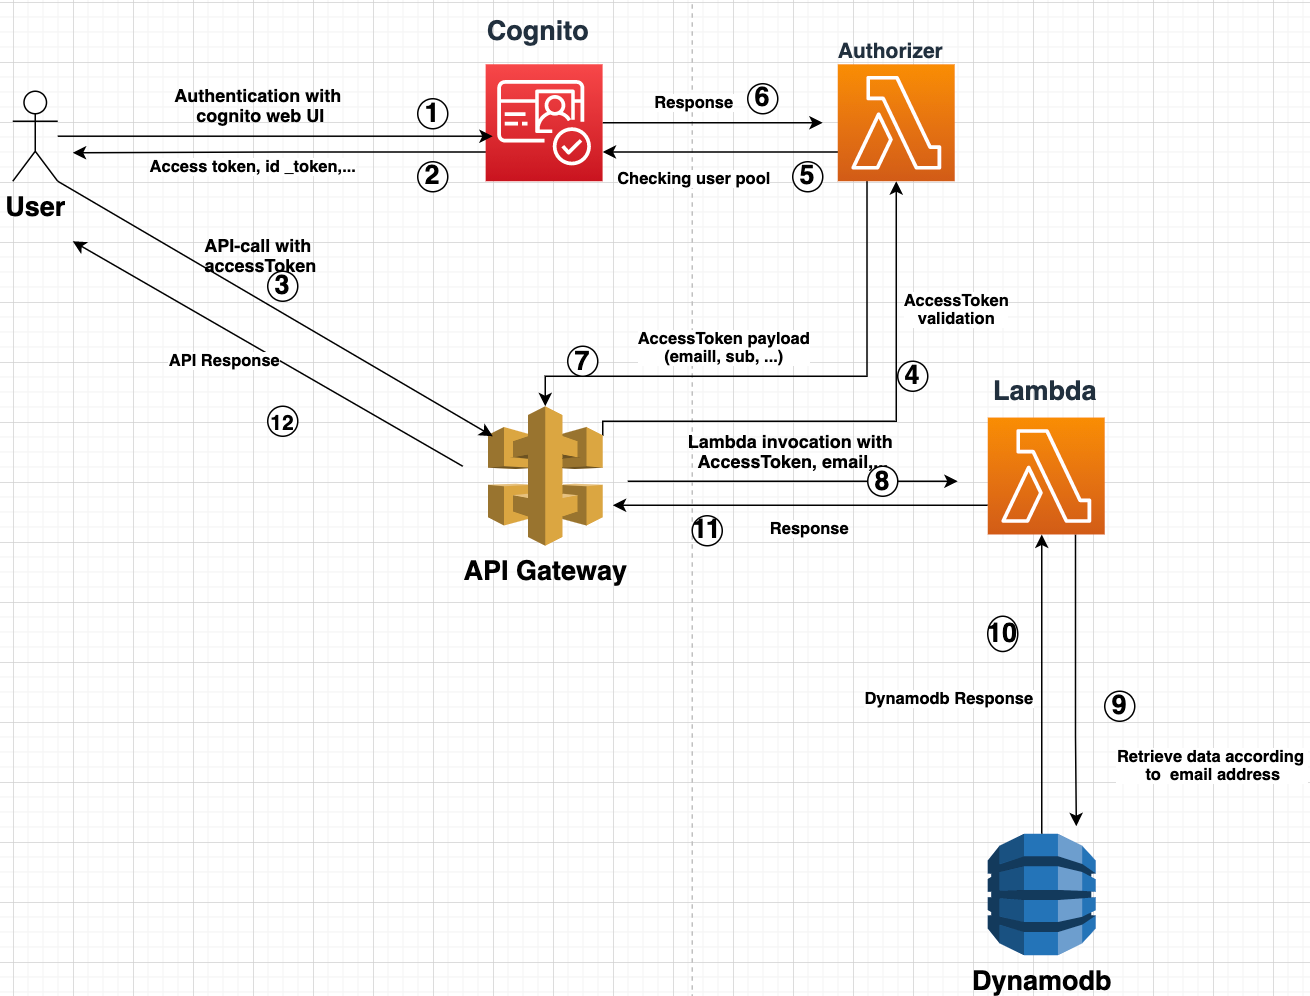 Cognito
Authorizer
Authentication with
cognito web UI
1
Response
6
Access token, id _token,...
2
Checking user pool
5
User
API-call with
accessToken
3
AccessToken
validation
AccessToken payload
(emaill, sub, ...)
7
API Response
4
Lambda
12
Lambda invocation with
AccessToken, email,..
8
11
Response
API Gateway
10
Dynamodb Response
9
Retrieve data according
to email address
Dynamodb